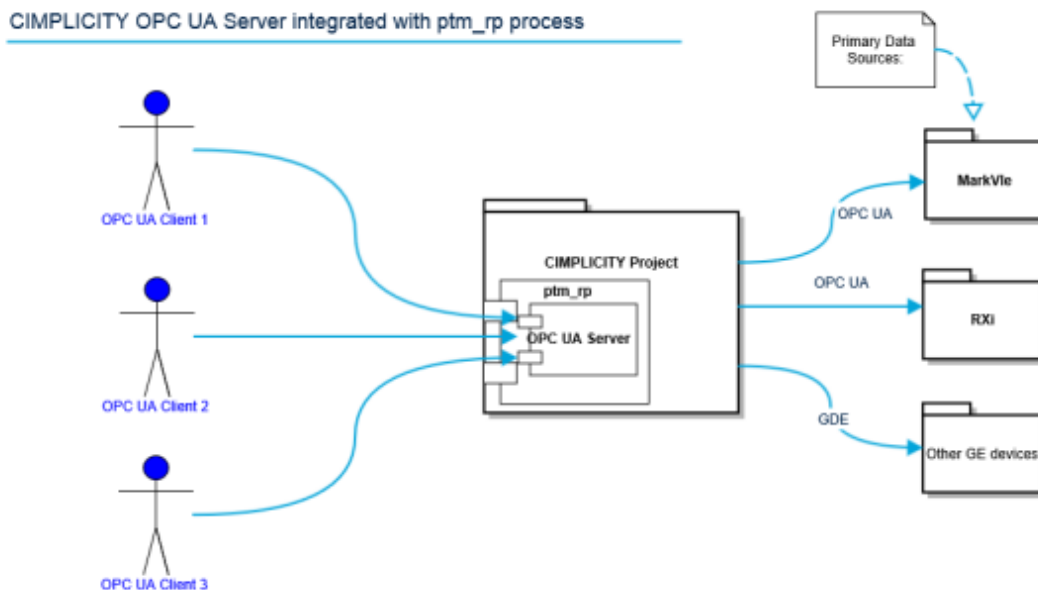 CIMPLICITY OPC UA Server integrated with ptm_rp process
Primary Data
Sources:
OPC UA Client 1
MarkVIe
OPC UA
CIMPLICITY Project
ptm_rp
OPC UA Server
OPC UA
RXi
OPC UA Client 2
GDE
Other GE devices
OPC UA Client 3